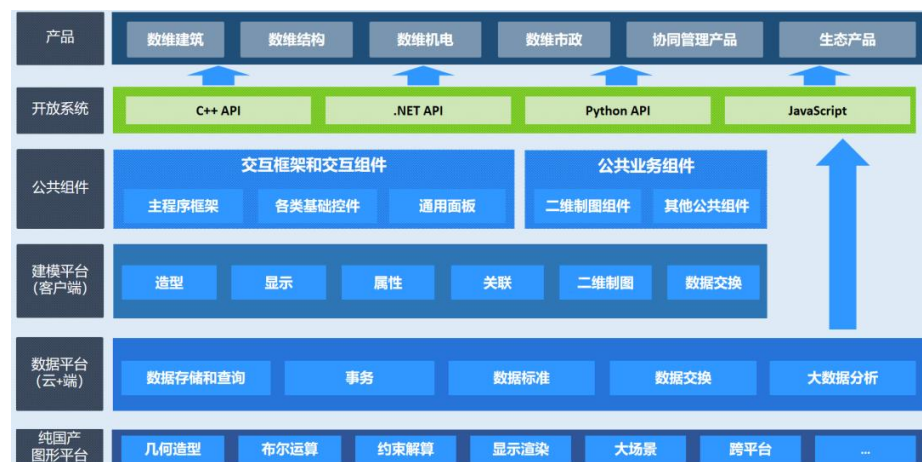 产品
数维建筑 数维结构 数维机电 数维市政 协同管理产品 生态产品
开放系统
C++ API .NET API Python API JavaScript
公共组件
交互框架和交互组件 公共业务组件
主程序框架 各类基础控件 通用面板 二维制图组件 其他公共组件
建模平台
(客户端)
造型 显示 属性 关联 二维制图 数据交换
数据平台
(云+端)
数据存储和查询 事务 数据标准 数据交换 大数据分析
纯国产
图形平台
几何造型 布尔运算 约束解算 显示渲染 大场景 跨平台 ...